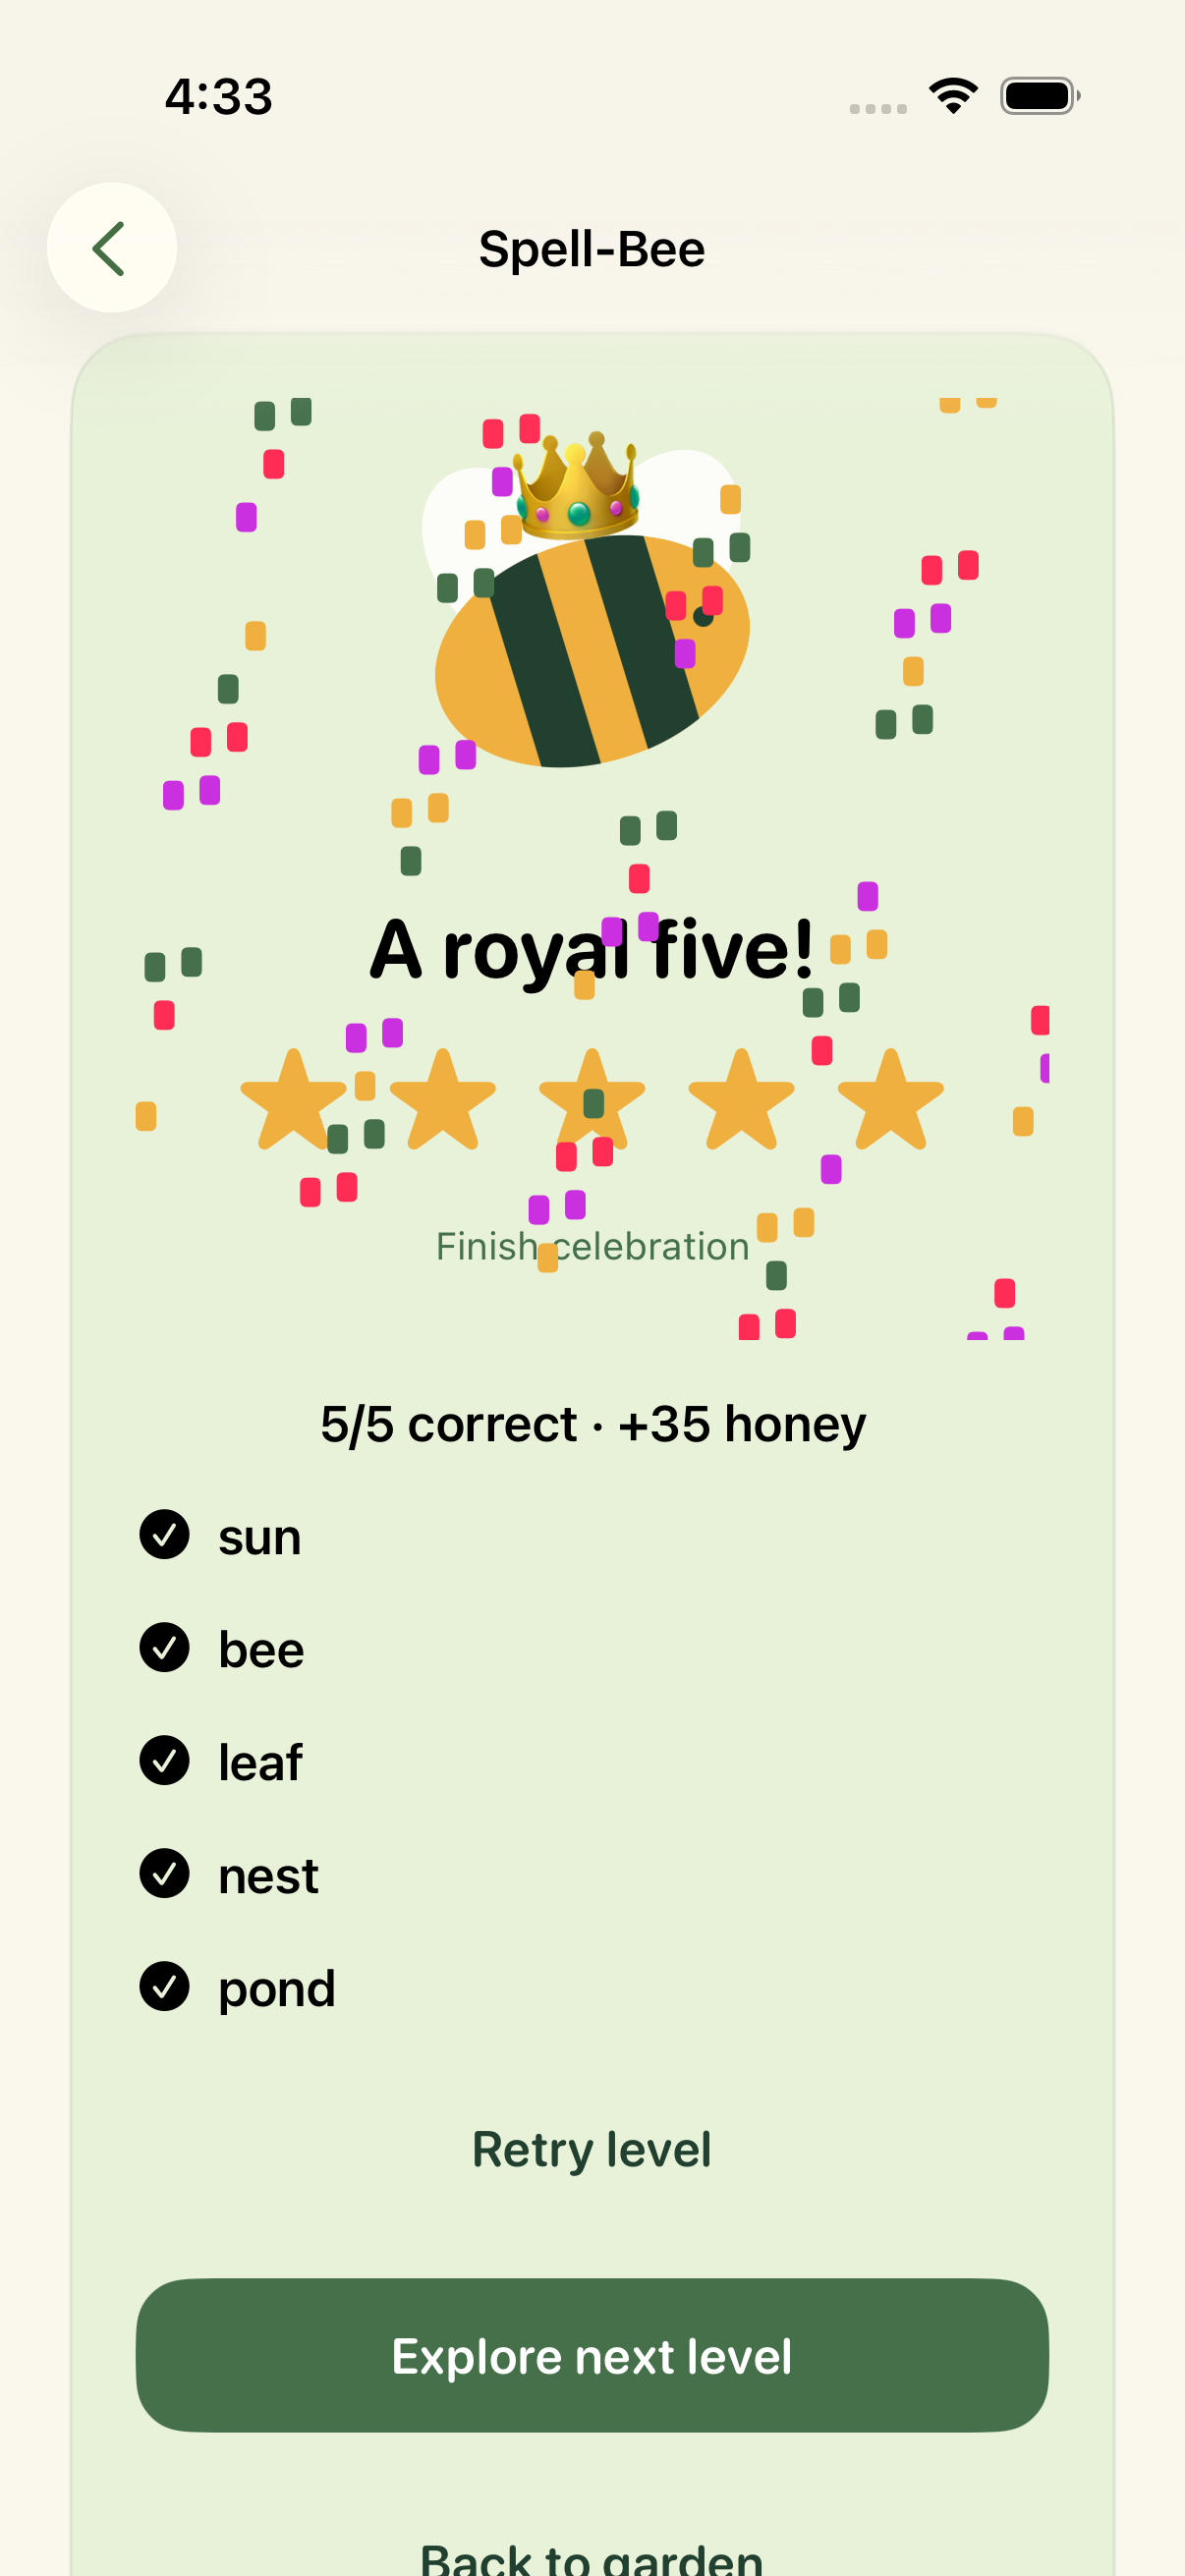 4:33
Spell-Bee
A royal five!
Finish celebration
5/5 correct · +35 honey
sun
bee
leaf
nest
pond
Retry level
Explore next level
Back to garden